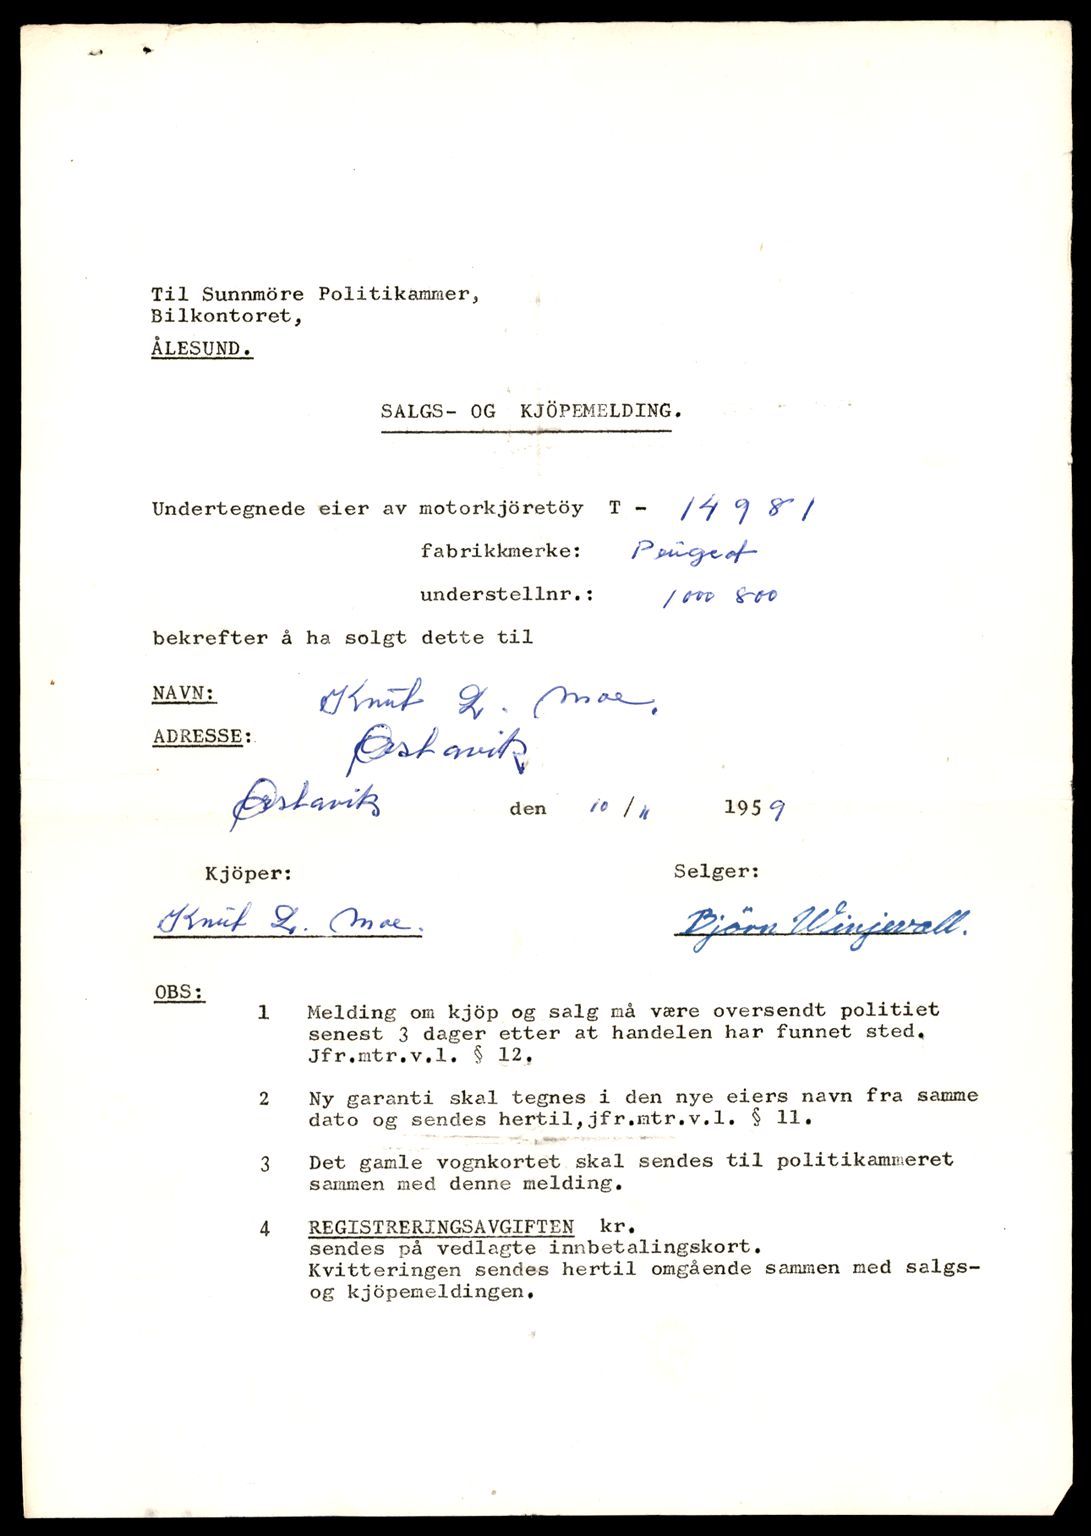 Til Sunnmöre Politikammer,
Bilkontoret,
ÅLESUND.
SALGS- OG KJÖPEMELDING.
Undertegnede eier av motorkjöretöy T - 14981
fabrikkmerke: Peugeot
understellnr.: 1000 800
bekrefter å ha solgt dette til
NAVN: Knut L. Moe.
ADRESSE: Ørstavik
Ørstavik den 10/11 1959
Kjöper: Selger:
Knut L. Moe. Björn Winjevoll.
OBS:
1 Melding om kjöp og salg må være oversendt politiet
senest 3 dager etter at handelen har funnet sted.
Jfr.mtr.v.l. § 12.
2 Ny garanti skal tegnes i den nye eiers navn fra samme
dato og sendes hertil,jfr.mtr.v.l. § 11.
3 Det gamle vognkortet skal sendes til politikammeret
sammen med denne melding.
4 REGISTRERINGSAVGIFTEN kr.
sendes på vedlagte innbetalingskort.
Kvitteringen sendes hertil omgående sammen med salgs-
og kjöpemeldingen.